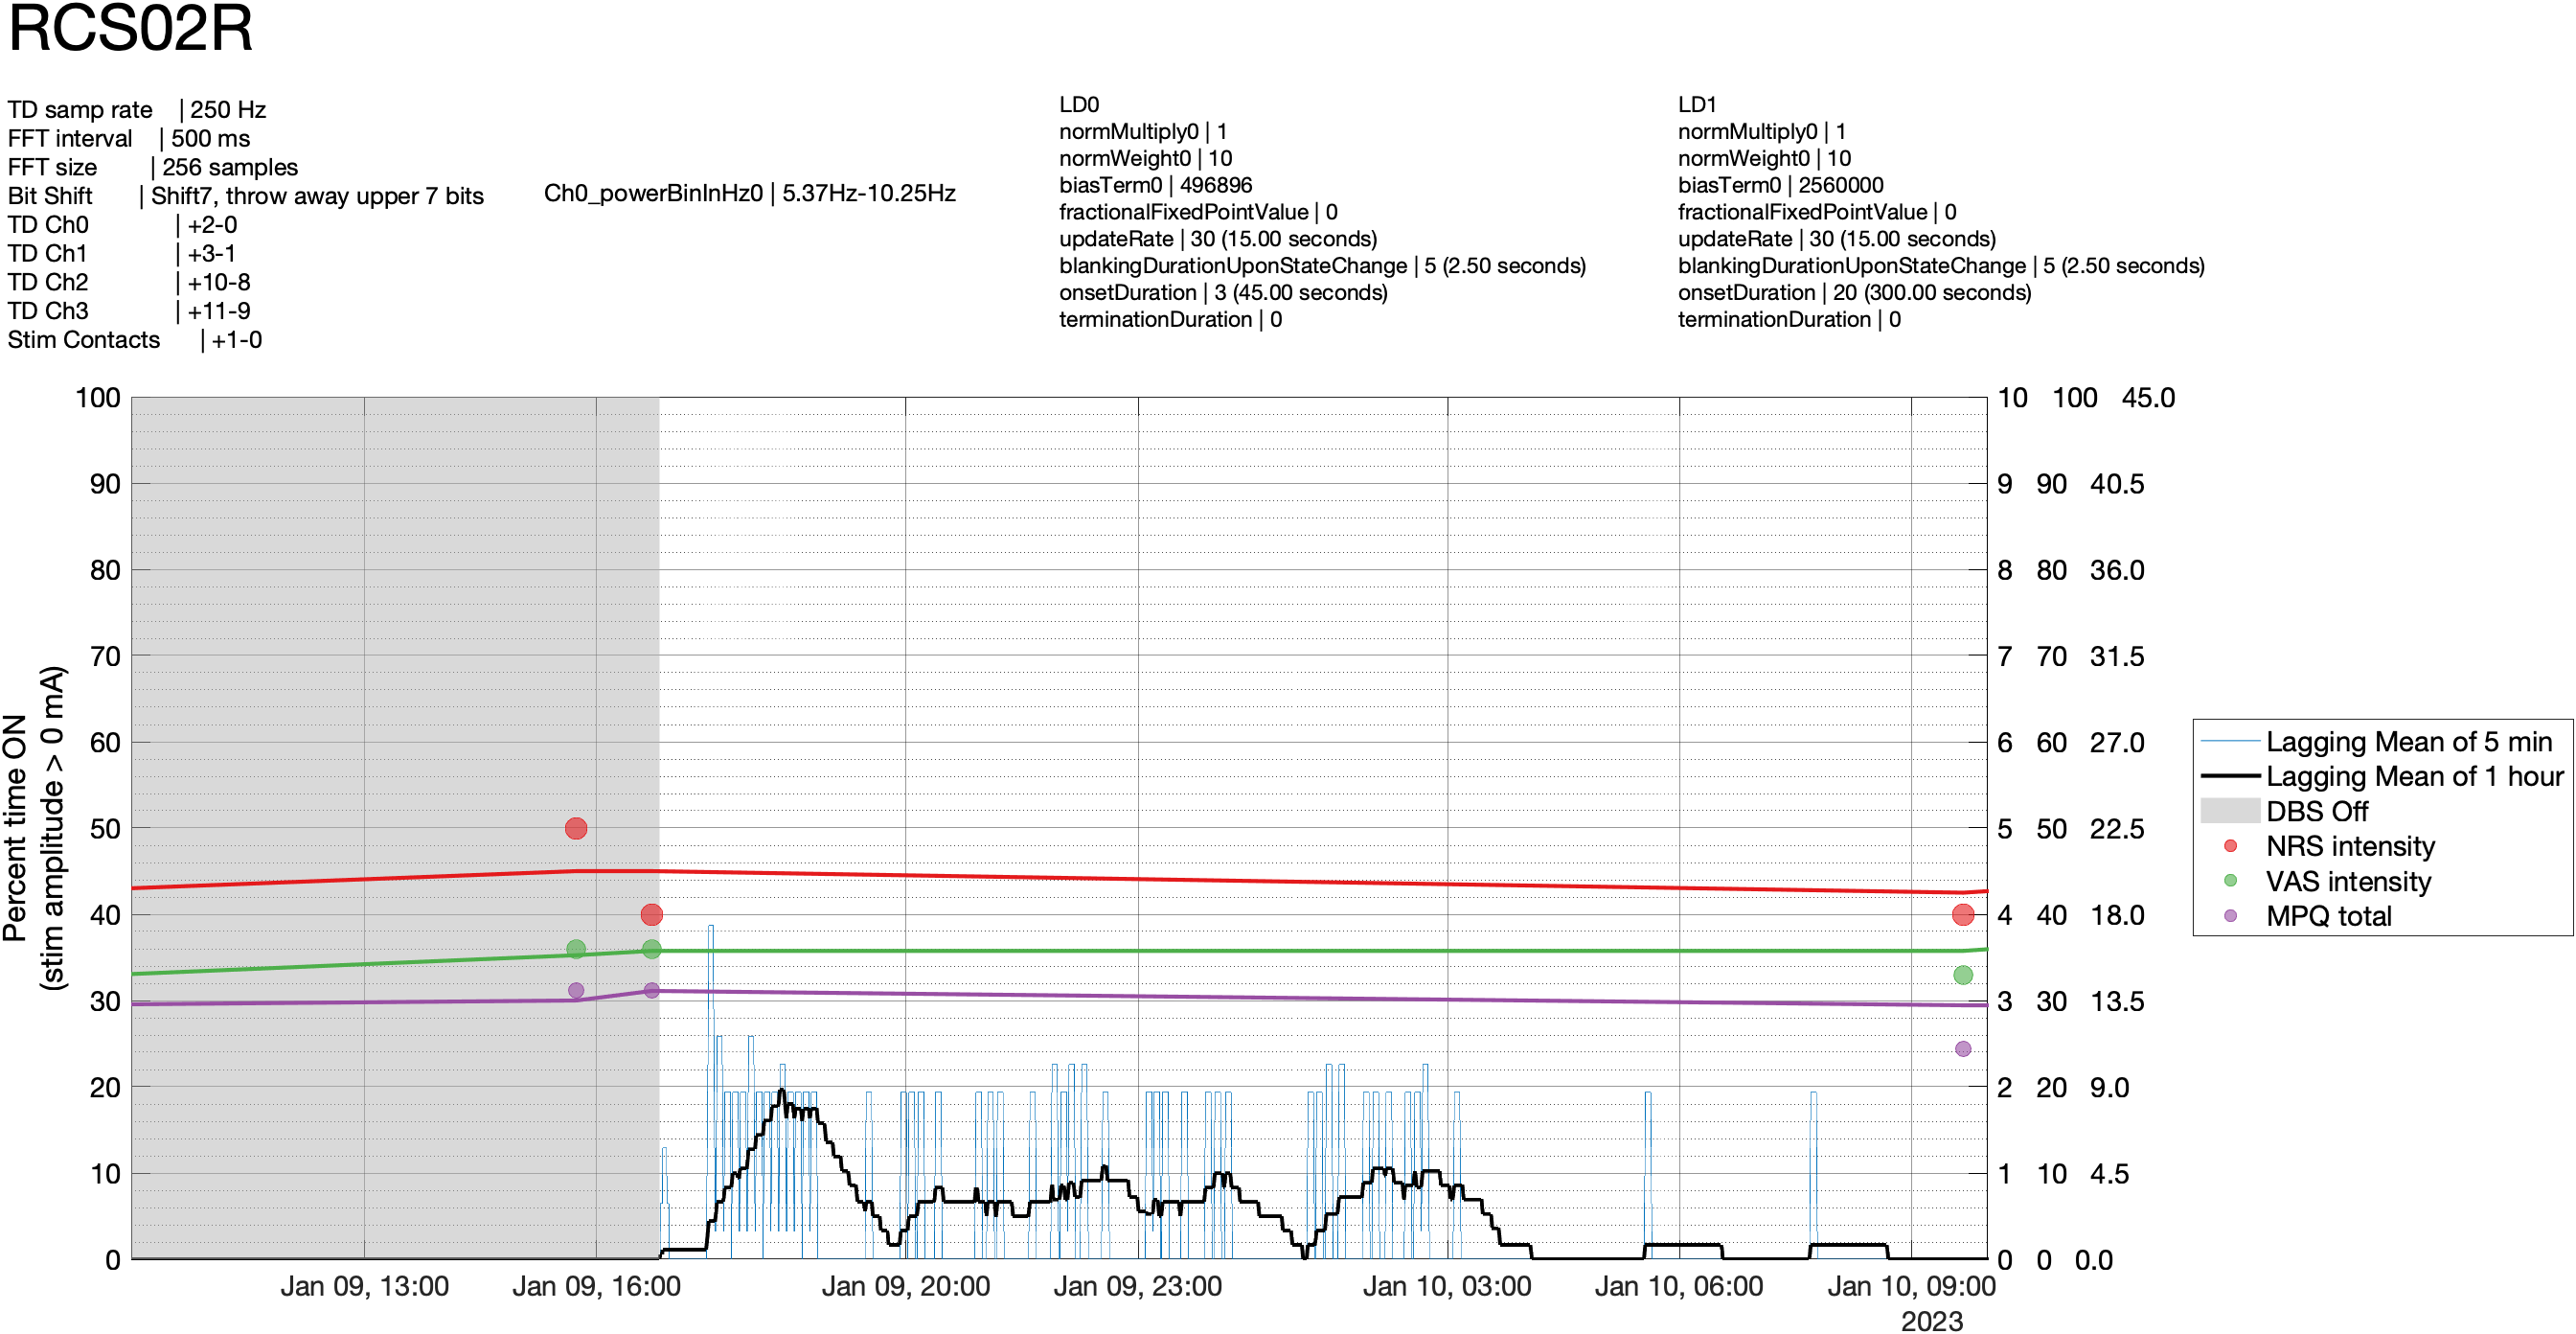 RCS02R
TD samp rate | 250 Hz
FFT interval | 500 ms
FFT size | 256 samples
Bit Shift | Shift7, throw away upper 7 bits
TD Ch0 | +2-0
TD Ch1 | +3-1
TD Ch2 | +10-8
TD Ch3 | +11-9
Stim Contacts | +1-0
Ch0_powerBinInHz0 | 5.37Hz-10.25Hz
LD0
normMultiply0 | 1
normWeight0 | 10
biasTerm0 | 496896
fractionalFixedPointValue | 0
updateRate | 30 (15.00 seconds)
blankingDurationUponStateChange | 5 (2.50 seconds)
onsetDuration | 3 (45.00 seconds)
terminationDuration | 0
LD1
normMultiply0 | 1
normWeight0 | 10
biasTerm0 | 2560000
fractionalFixedPointValue | 0
updateRate | 30 (15.00 seconds)
blankingDurationUponStateChange | 5 (2.50 seconds)
onsetDuration | 20 (300.00 seconds)
terminationDuration | 0
Percent time ON
(stim amplitude > 0 mA)
100
90
80
70
60
50
40
30
20
10
0
10 100 45.0
9 90 40.5
8 80 36.0
7 70 31.5
6 60 27.0
5 50 22.5
4 40 18.0
3 30 13.5
2 20 9.0
1 10 4.5
0 0 0.0
Jan 09, 13:00
Jan 09, 16:00
Jan 09, 20:00
Jan 09, 23:00
Jan 10, 03:00
Jan 10, 06:00
Jan 10, 09:00
2023
Lagging Mean of 5 min
Lagging Mean of 1 hour
DBS Off
NRS intensity
VAS intensity
MPQ total